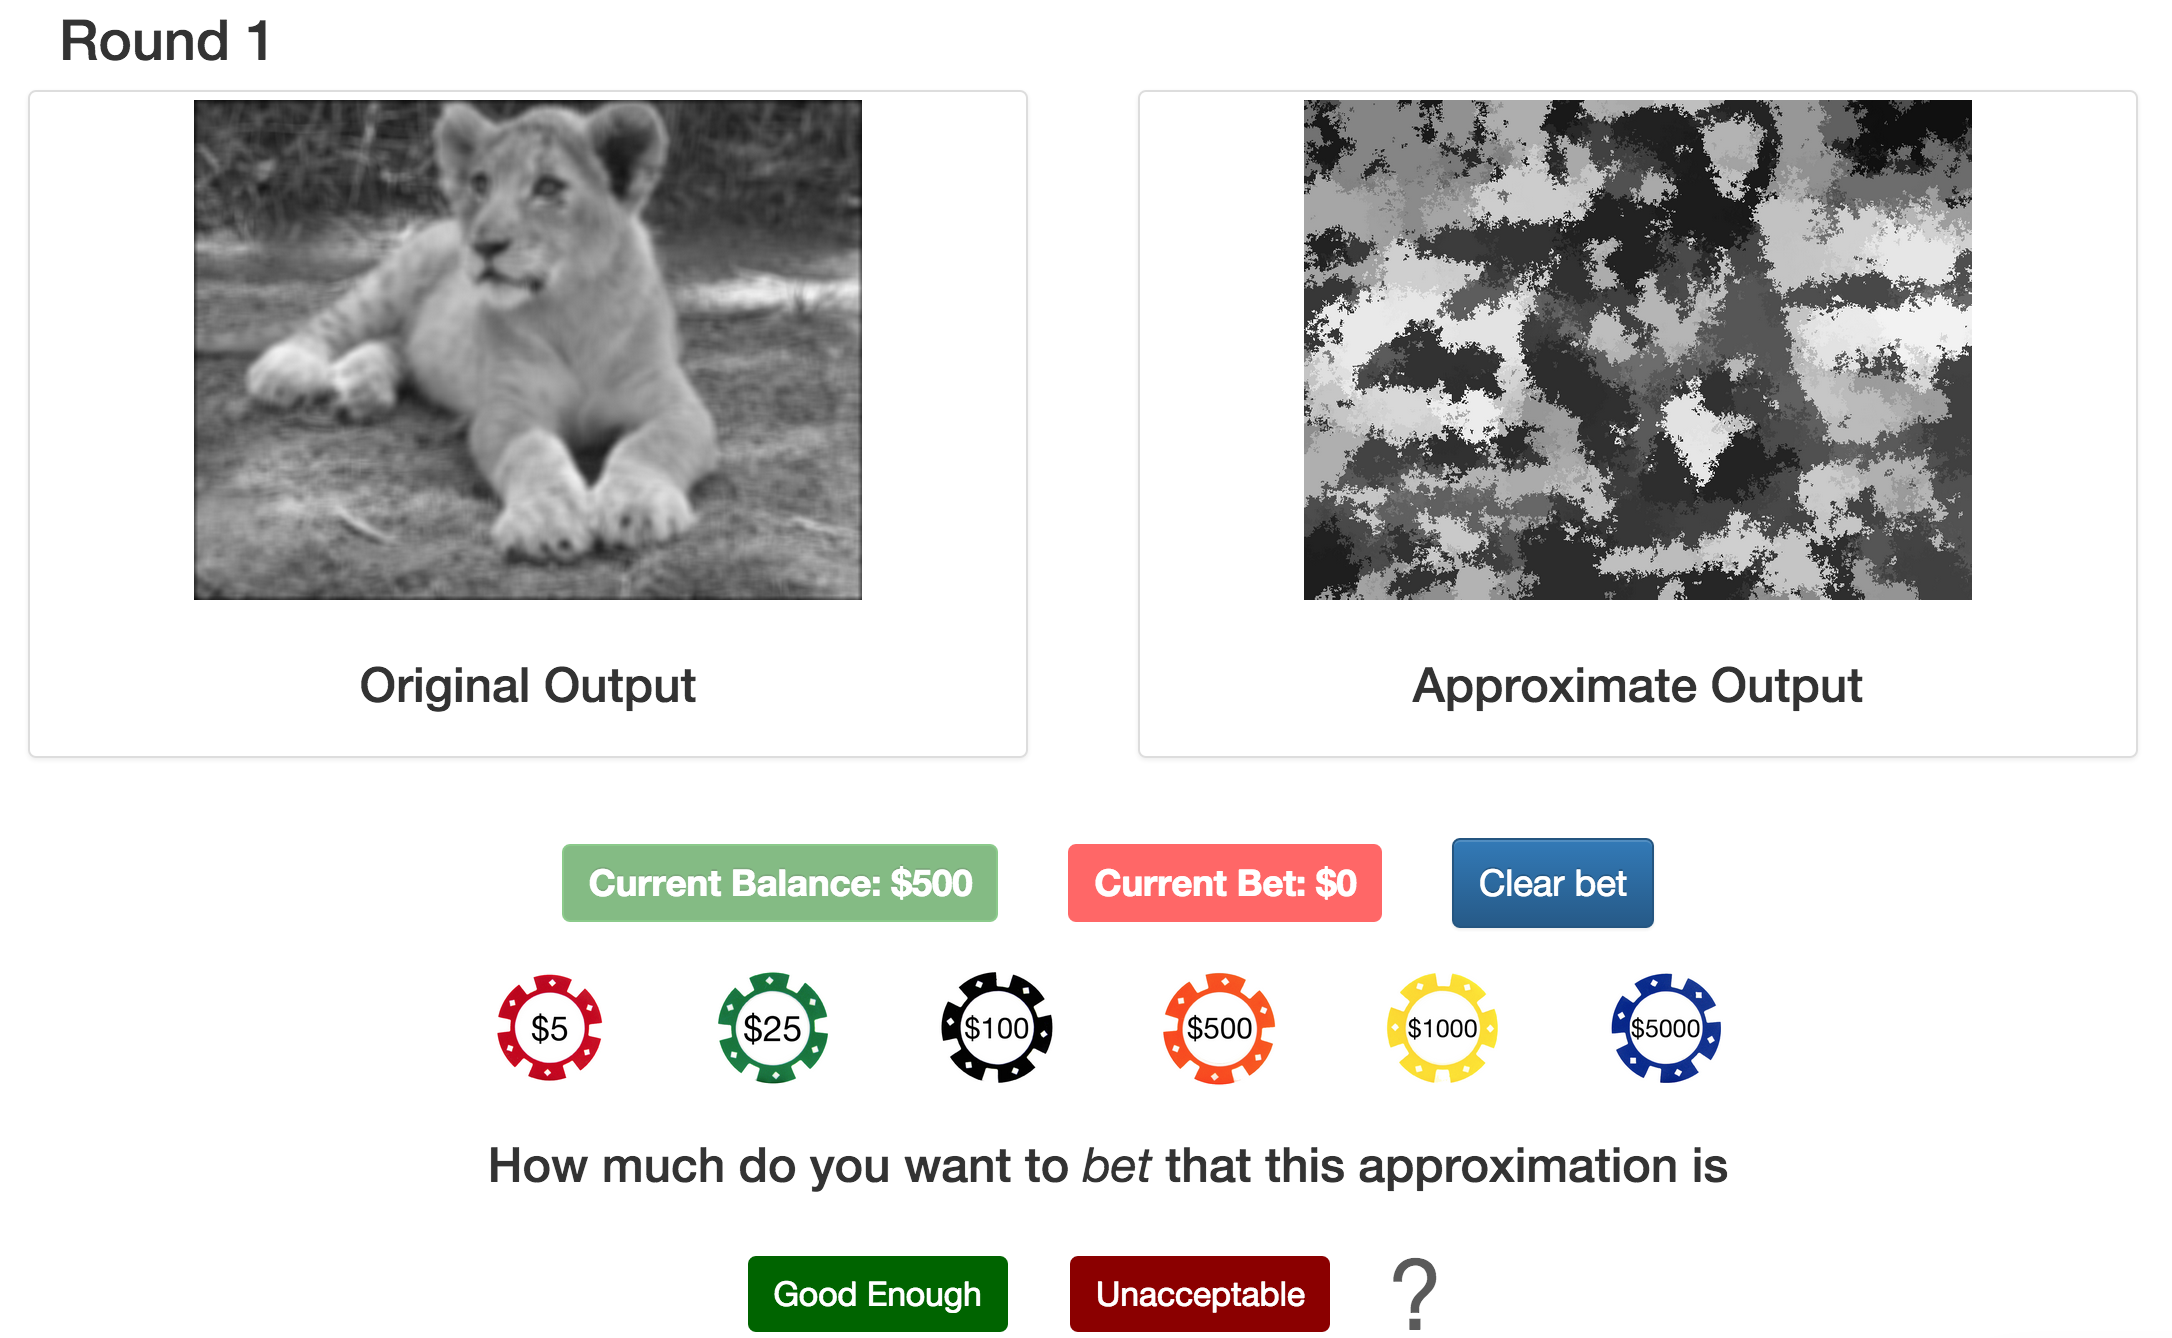 Round 1
Original Output
Approximate Output
Current Balance: $500
Current Bet: $0
Clear bet
$5
$25
$100
$500
$1000
$5000
How much do you want to bet that this approximation is
Good Enough
Unacceptable
?